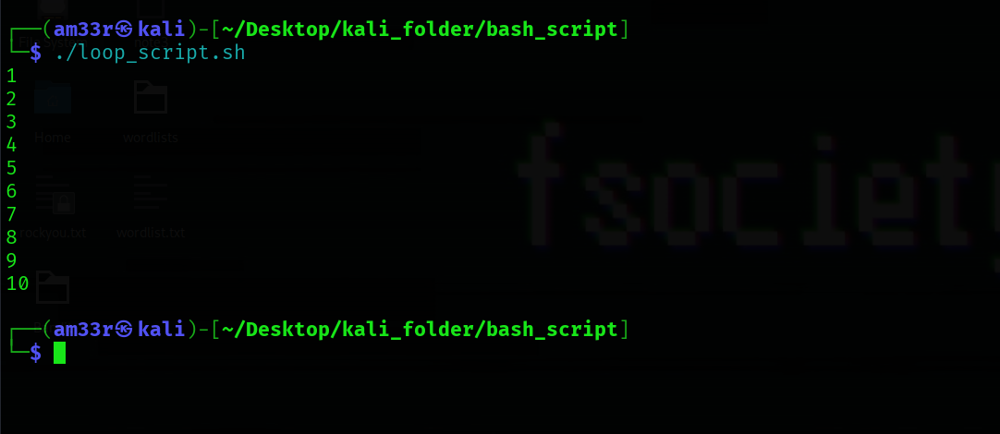 ┌──(am33r㉿kali)-[~/Desktop/kali_folder/bash_script]
└─$ ./loop_script.sh
1
2
3
4
5
6
7
8
9
10
┌──(am33r㉿kali)-[~/Desktop/kali_folder/bash_script]
└─$
Home
wordlists
rockyou.txt
wordlist.txt
fsociet